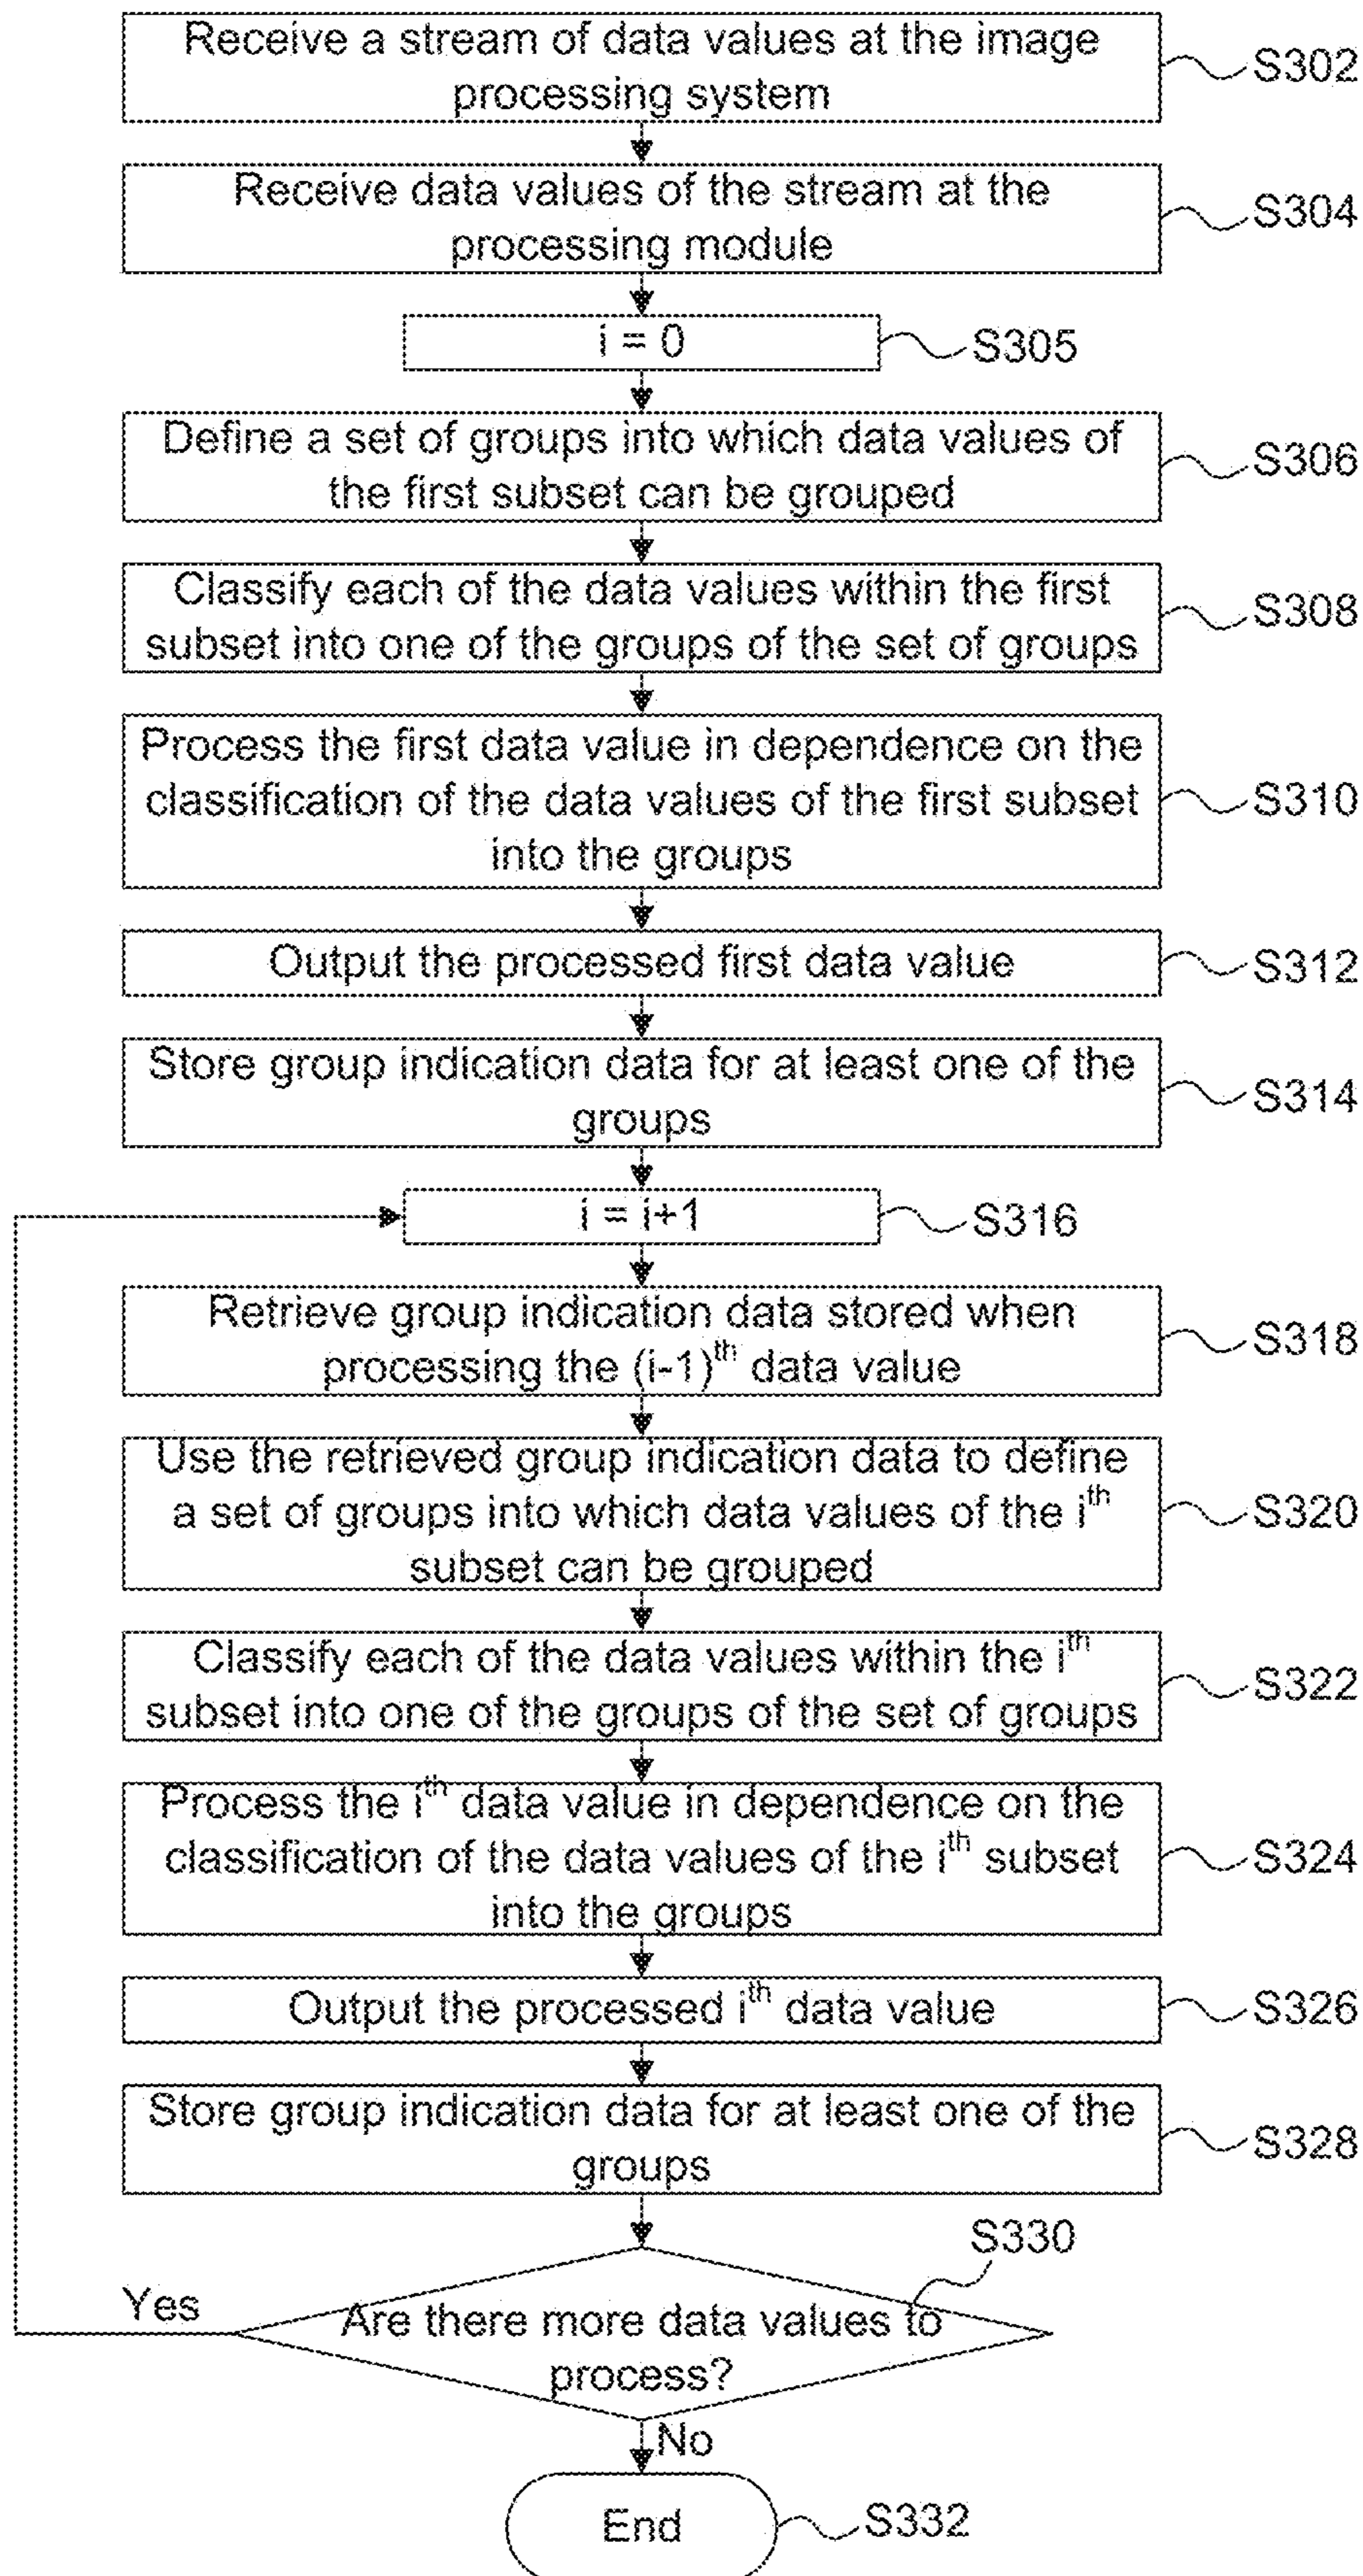 Receive a stream of data values at the image
processing system
S302
Receive data values of the stream at the
processing module
S304
i = 0
S305
Define a set of groups into which data values of
the first subset can be grouped
S306
Classify each of the data values within the first
subset into one of the groups of the set of groups
S308
Process the first data value in dependence on the
classification of the data values of the first subset
into the groups
S310
Output the processed first data value
S312
Store group indication data for at least one of the
groups
S314
i = i+1
S316
Retrieve group indication data stored when
processing the (i-1)th data value
S318
Use the retrieved group indication data to define
a set of groups into which data values of the ith
subset can be grouped
S320
Classify each of the data values within the ith
subset into one of the groups of the set of groups
S322
Process the ith data value in dependence on the
classification of the data values of the ith subset
into the groups
S324
Output the processed ith data value
S326
Store group indication data for at least one of the
groups
S328
S330
Yes
Are there more data values to
process?
No
End
S332